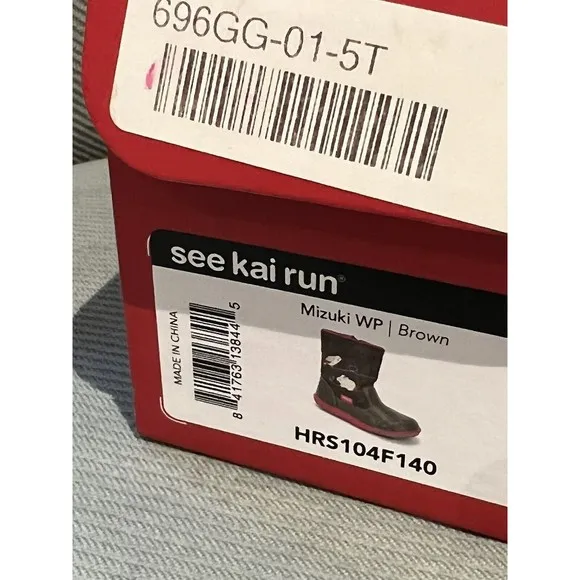 696GG-01-5T
see kai run®
Mizuki WP | Brown
MADE IN CHINA
8 41763 13844 5
HRS104F140